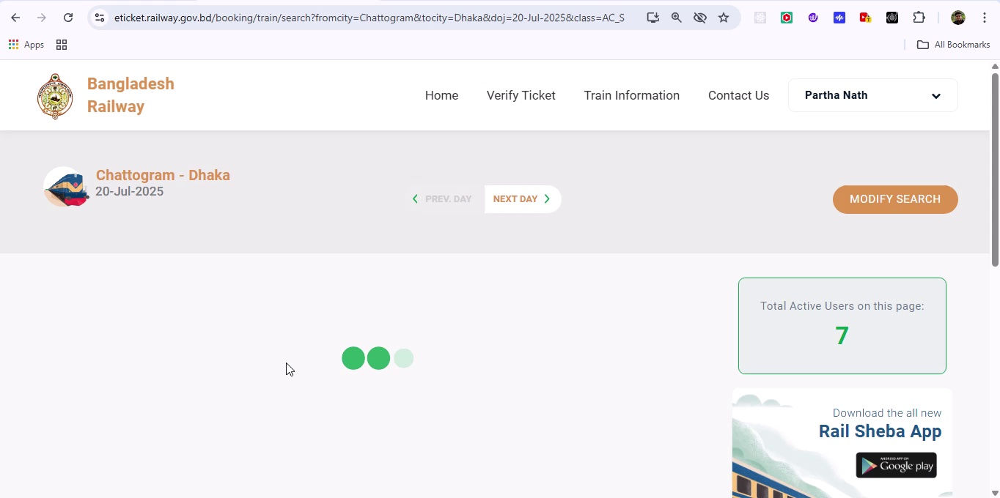 eticket.railway.gov.bd/booking/train/search?fromcity=Chattogram&tocity=Dhaka&doj=20-Jul-2025&class=AC_S
Apps
All Bookmarks
Bangladesh
Railway
Home
Verify Ticket
Train Information
Contact Us
Partha Nath
Chattogram - Dhaka
20-Jul-2025
PREV. DAY
NEXT DAY
MODIFY SEARCH
Total Active Users on this page:
7
Download the all new
Rail Sheba App
ANDROID APP ON
Google play